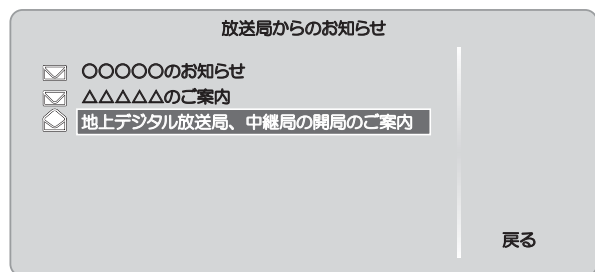 放送局からのお知らせ
○○○○○のお知らせ
△△△△△のご案内
地上デジタル放送局、中継局の開局のご案内
戻る